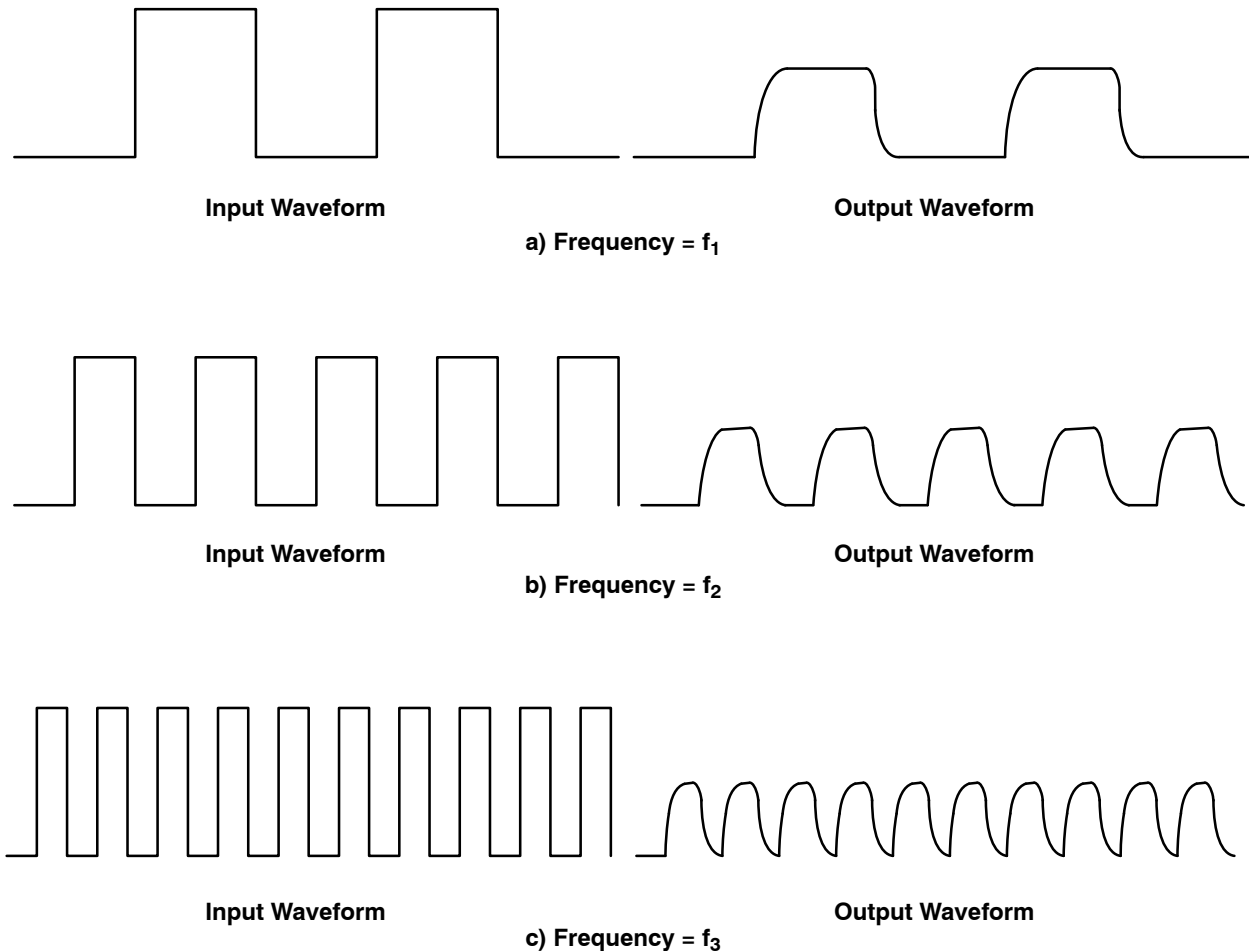 Input Waveform
Output Waveform
a) Frequency = f1
Input Waveform
Output Waveform
b) Frequency = f2
Input Waveform
Output Waveform
c) Frequency = f3